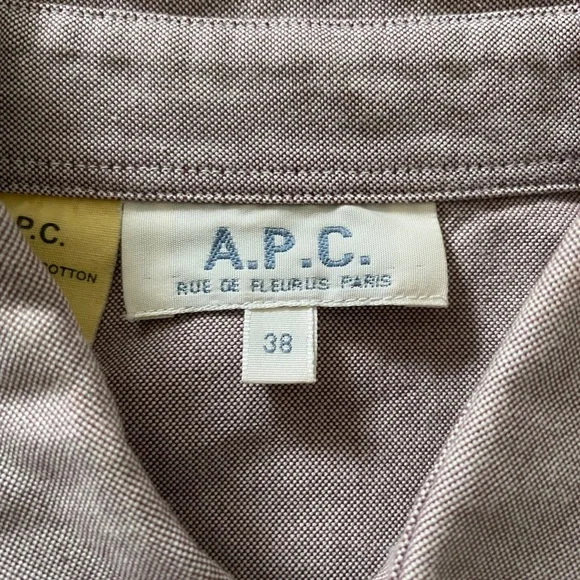 A.P.C.
RUE DE FLEURUS PARIS
38
P.C.
COTTON